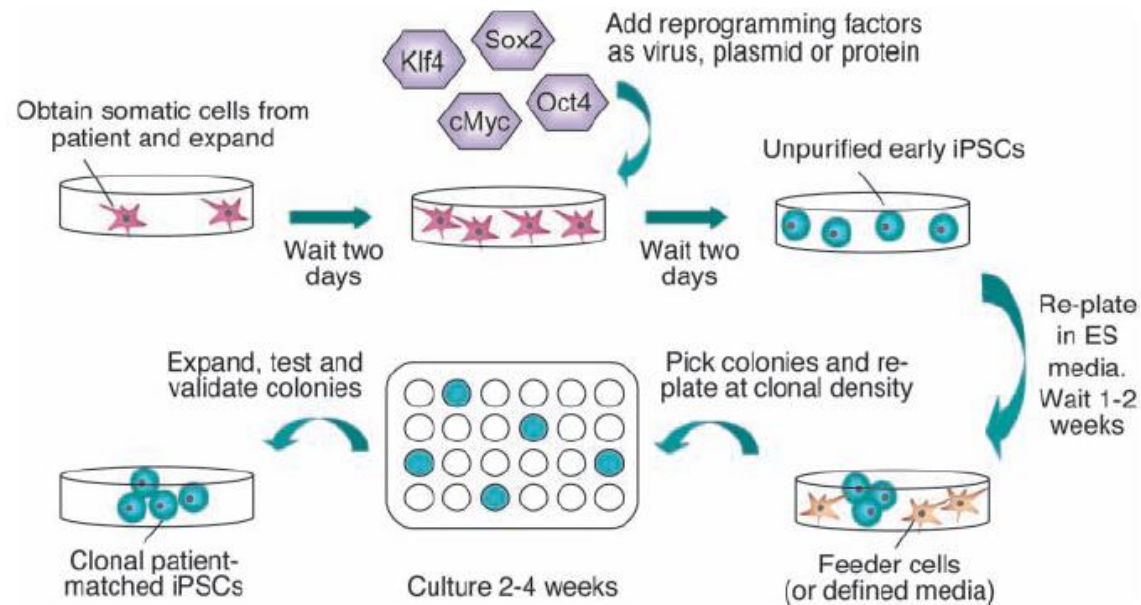 Obtain somatic cells from
patient and expand
Klf4
Sox2
cMyc
Oct4
Add reprogramming factors
as virus, plasmid or protein
Unpurified early iPSCs
Wait two
days
Wait two
days
Re-plate
in ES
media.
Wait 1-2
weeks
Feeder cells
(or defined media)
Pick colonies and re-
plate at clonal density
Culture 2-4 weeks
Expand, test and
validate colonies
Clonal patient-
matched iPSCs